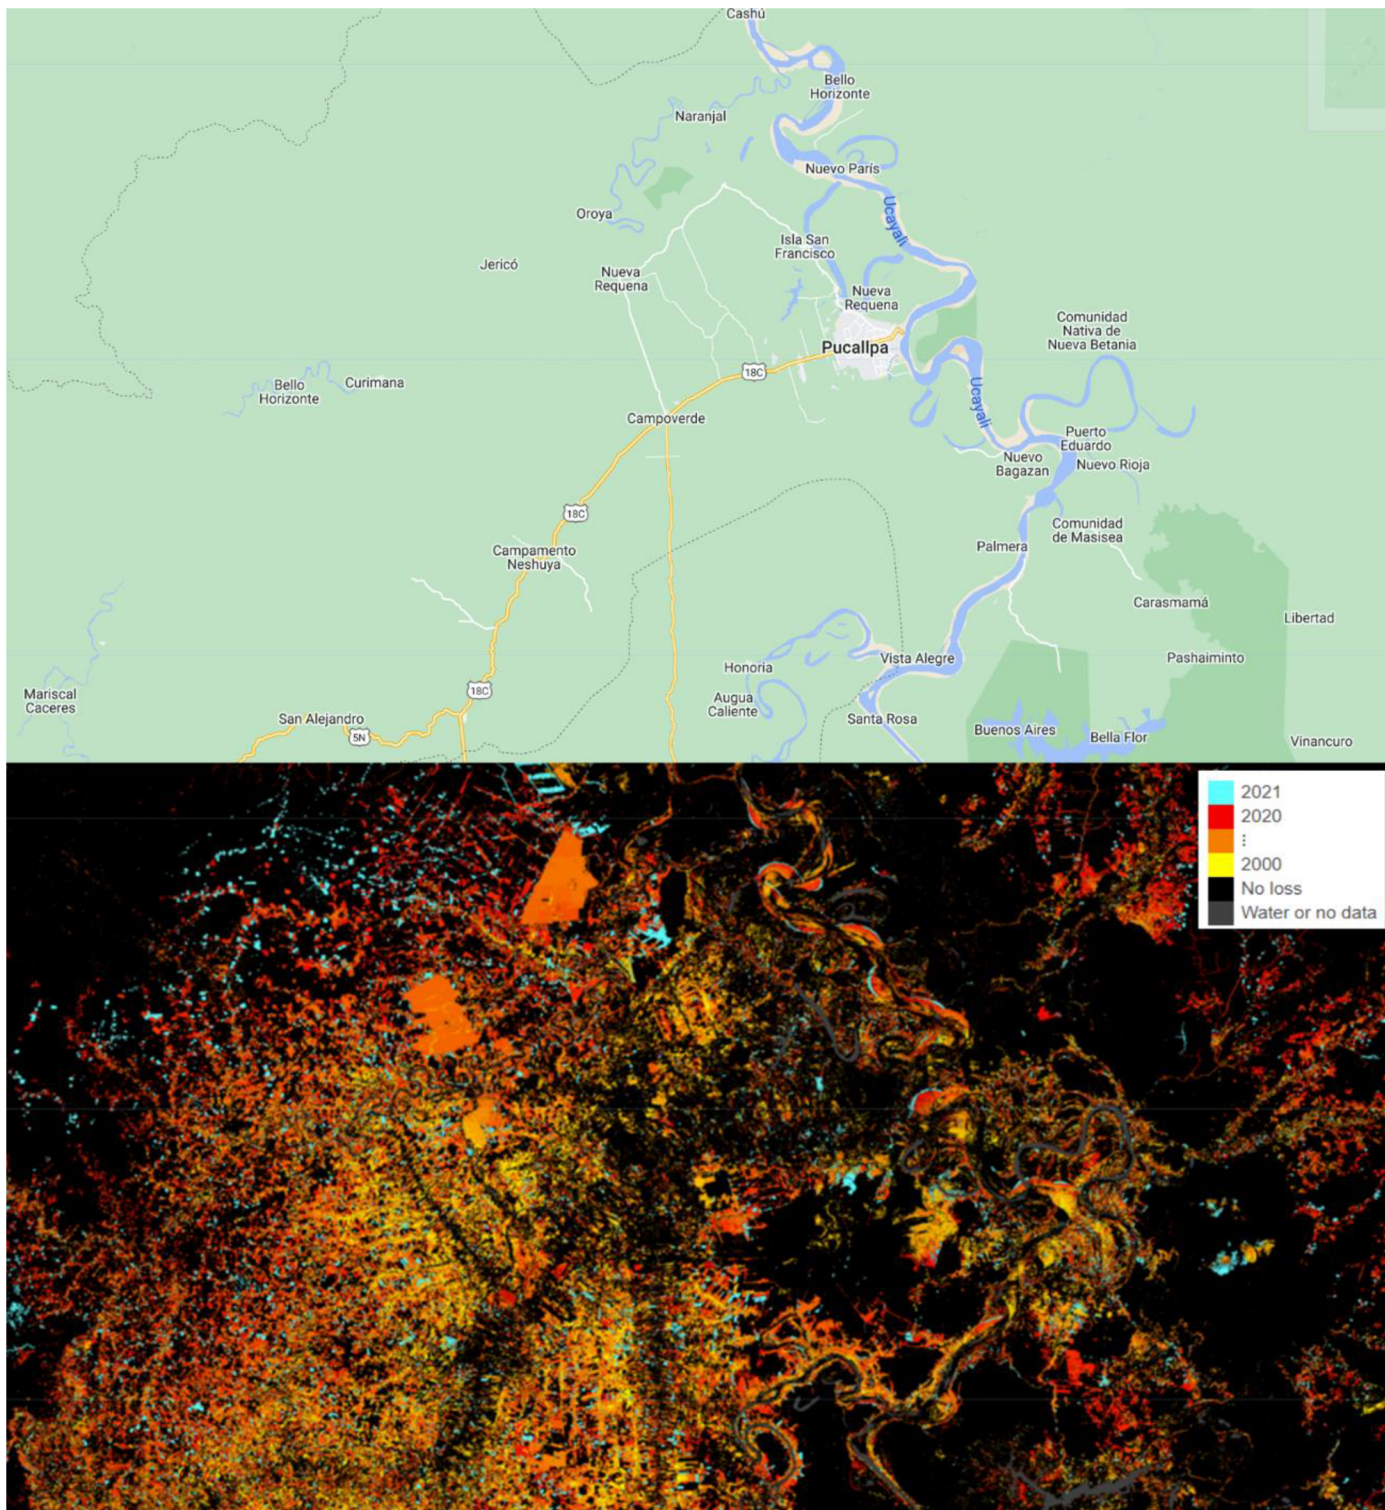 Cashú
Bello
Horizonte
Naranjal
Nuevo París
Oroya
Ucayali
Isla San
Francisco
Jericó
Nueva
Requena
Nueva
Requena
Comunidad
Nativa de
Nueva Betania
Pucallpa
18C
Bello
Horizonte
Curimana
Ucayali
Campoverde
Puerto
Eduardo
Nuevo
Bagazan
Nuevo Rioja
18C
Comunidad
de Masisea
Campamento
Neshuya
Palmera
Carasmamá
Libertad
Honoria
Vista Alegre
Pashaiminto
Mariscal
Caceres
18C
Augua
Caliente
San Alejandro
Santa Rosa
5N
Buenos Aires
Bella Flor
Vinancuro
2021
2020
⋮
2000
No loss
Water or no data